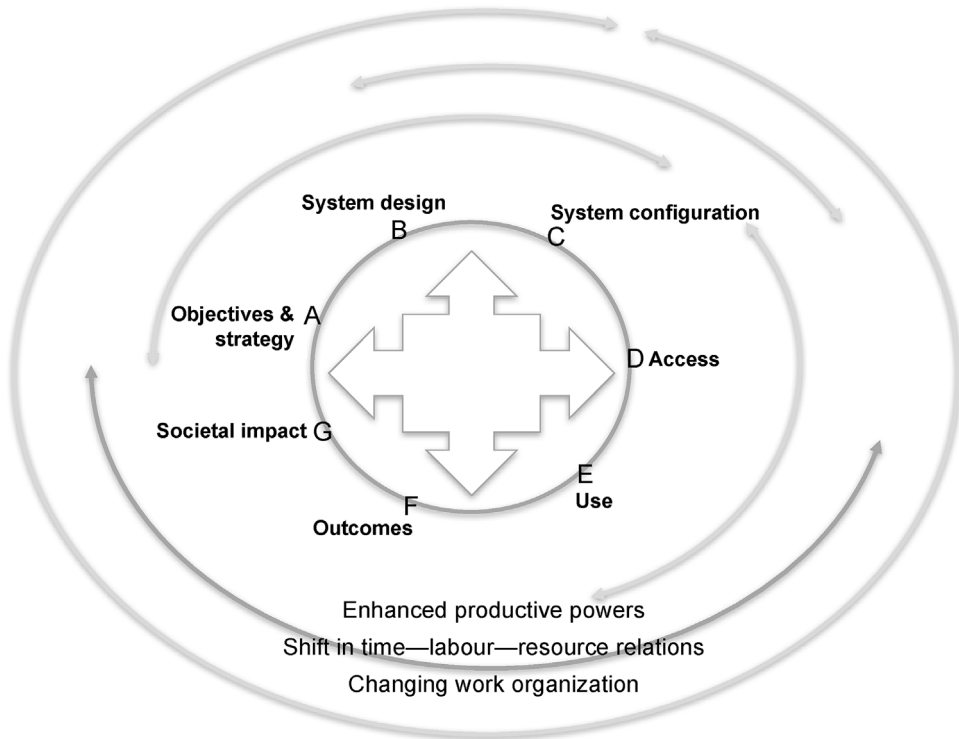 System design
B
System configuration
C
Objectives &
strategy
A
D Access
Societal impact G
E
Use
F
Outcomes
Enhanced productive powers
Shift in time—labour—resource relations
Changing work organization